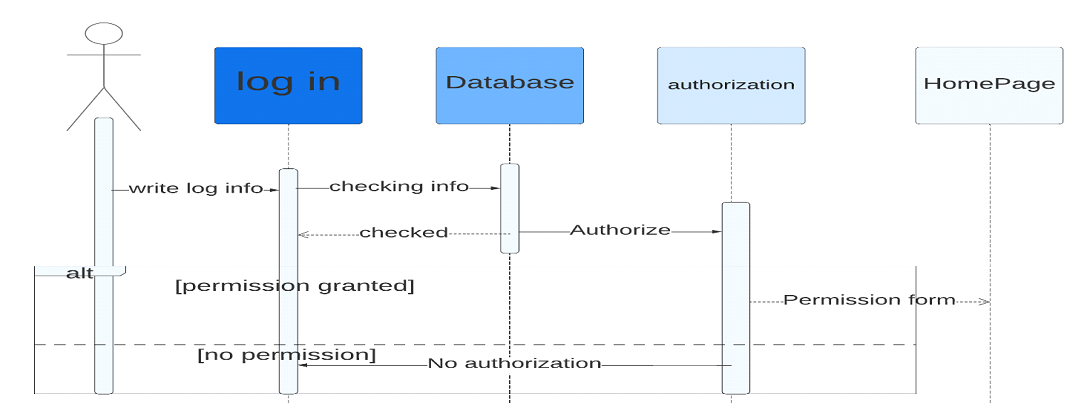 log in
Database
authorization
HomePage
write log info
checking info
checked
Authorize
alt
[permission granted]
Permission form
[no permission]
No authorization